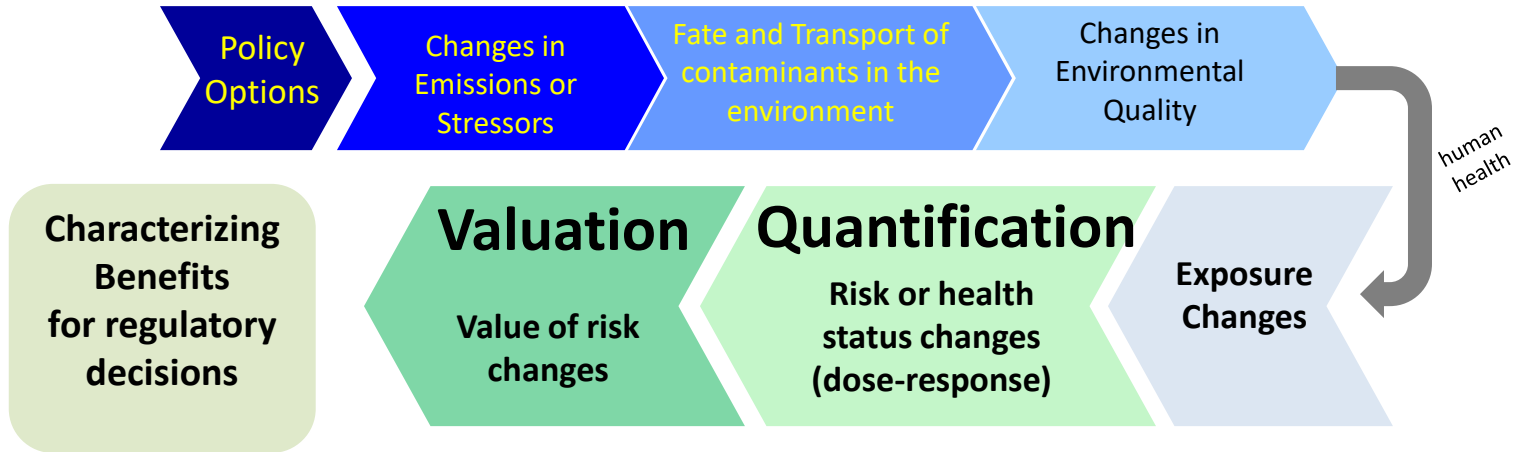 Policy
Options
Changes in
Emissions or
Stressors
Fate and Transport of
contaminants in the
environment
Changes in
Environmental
Quality
human
health
Exposure
Changes
Quantification
Risk or health
status changes
(dose-response)
Valuation
Value of risk
changes
Characterizing
Benefits
for regulatory
decisions